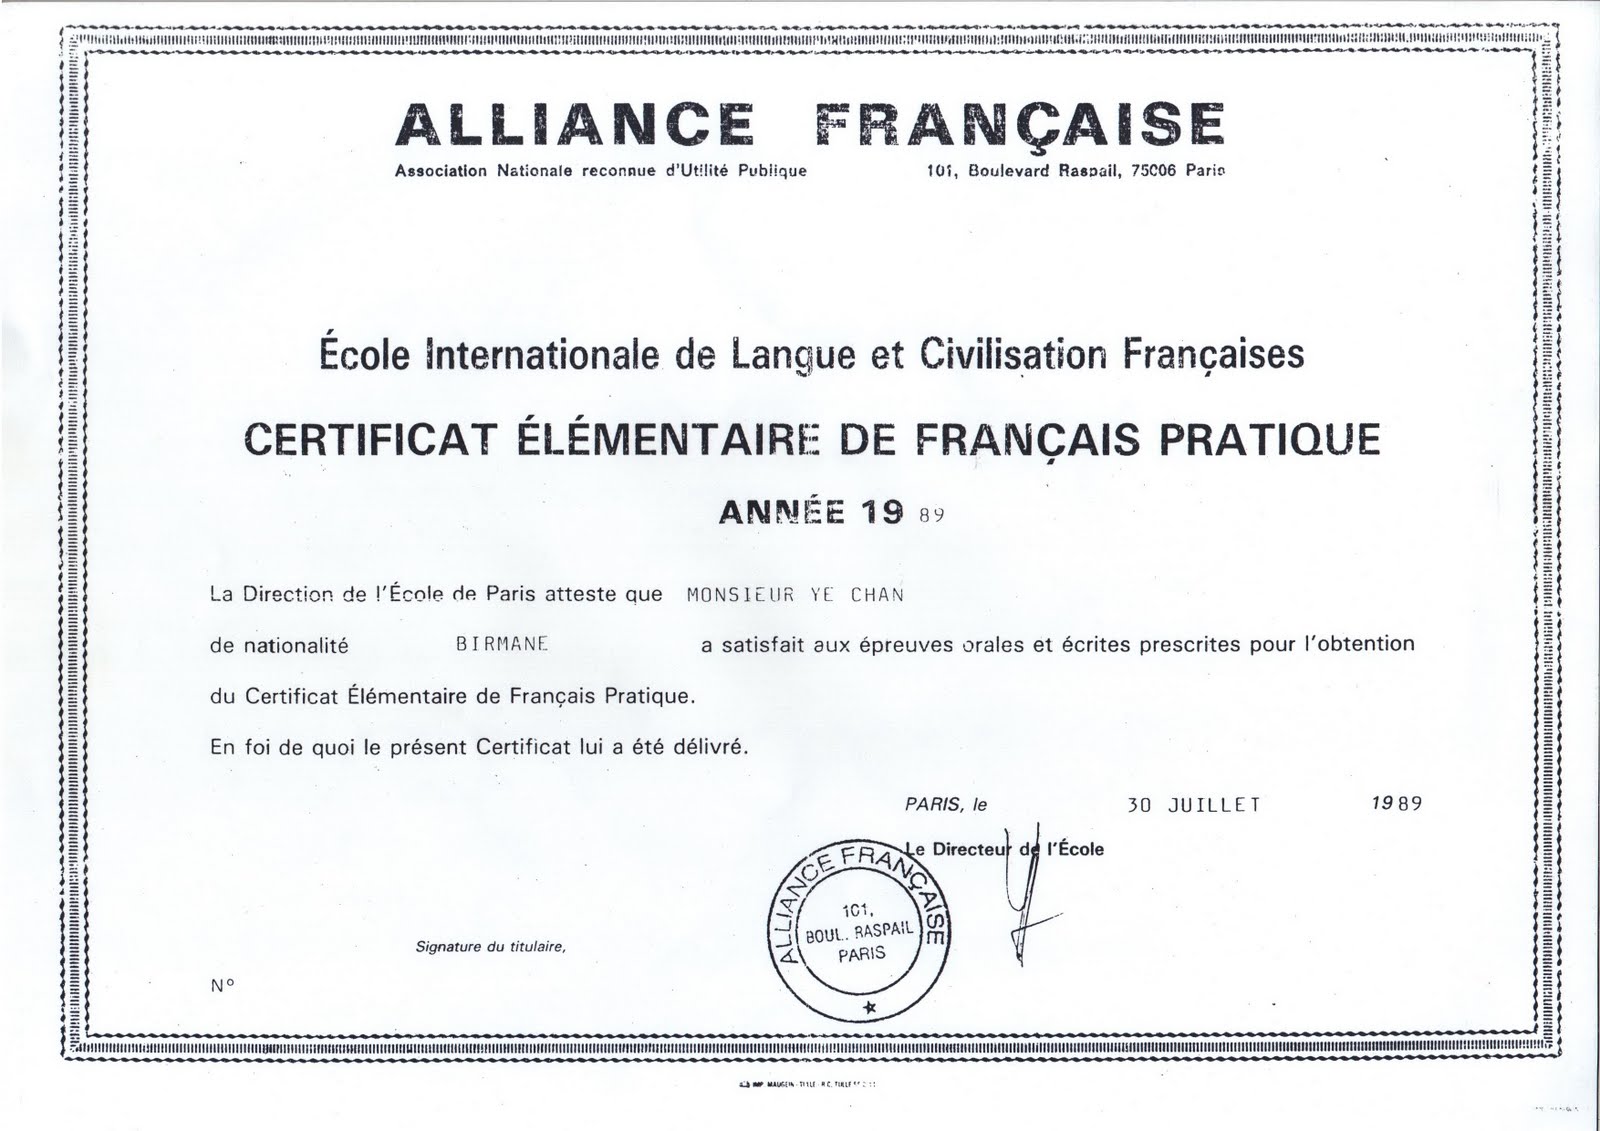 ALLIANCE FRANÇAISE
Association Nationale reconnue d'Utilité Publique 101, Boulevard Raspail, 75006 Paris
École Internationale de Langue et Civilisation Françaises
CERTIFICAT ÉLÉMENTAIRE DE FRANÇAIS PRATIQUE
ANNÉE 19 89
La Direction de l'École de Paris atteste que MONSIEUR YE CHAN
de nationalité BIRMANE a satisfait aux épreuves orales et écrites prescrites pour l'obtention
du Certificat Élémentaire de Français Pratique.
En foi de quoi le présent Certificat lui a été délivré.
PARIS, le 30 JUILLET 1989
Le Directeur de l'École
ALLIANCE FRANÇAISE
101,
BOUL. RASPAIL
PARIS
Signature du titulaire,
N°
IMP. MAUGEIN - TULLE - R.C. TULLE